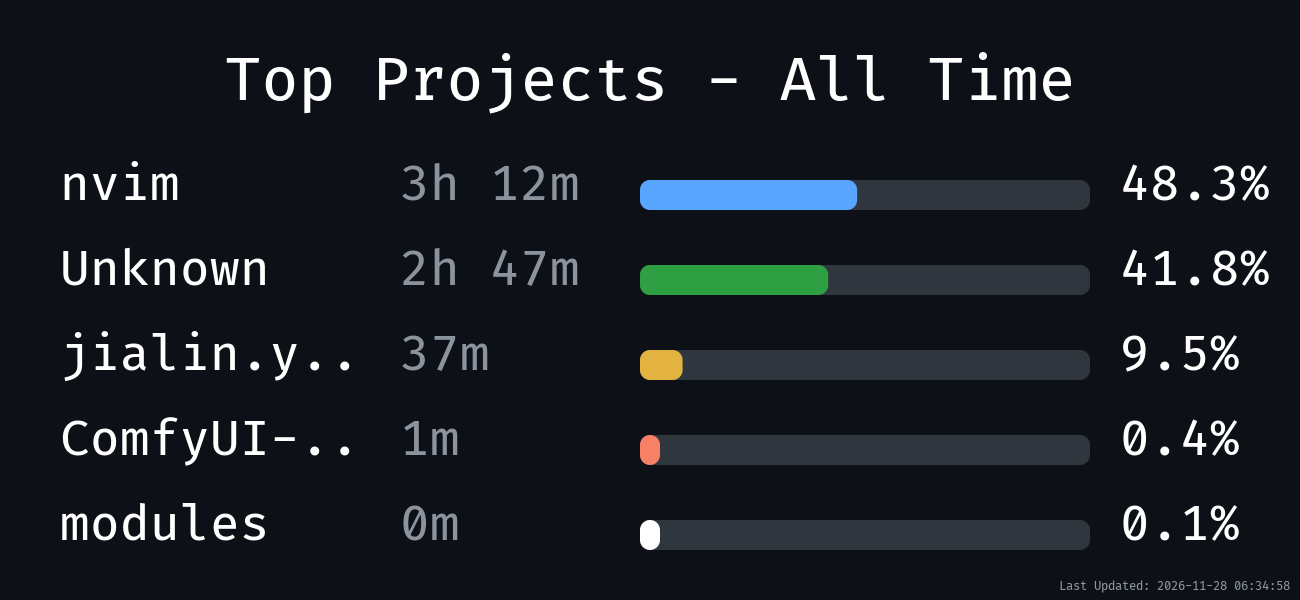 Top Projects - All Time
nvim 3h 12m 48.3%
Unknown 2h 47m 41.8%
jialin.y.. 37m 9.5%
ComfyUI-.. 1m 0.4%
modules 0m 0.1%
Last Updated: 2026-11-28 06:34:58